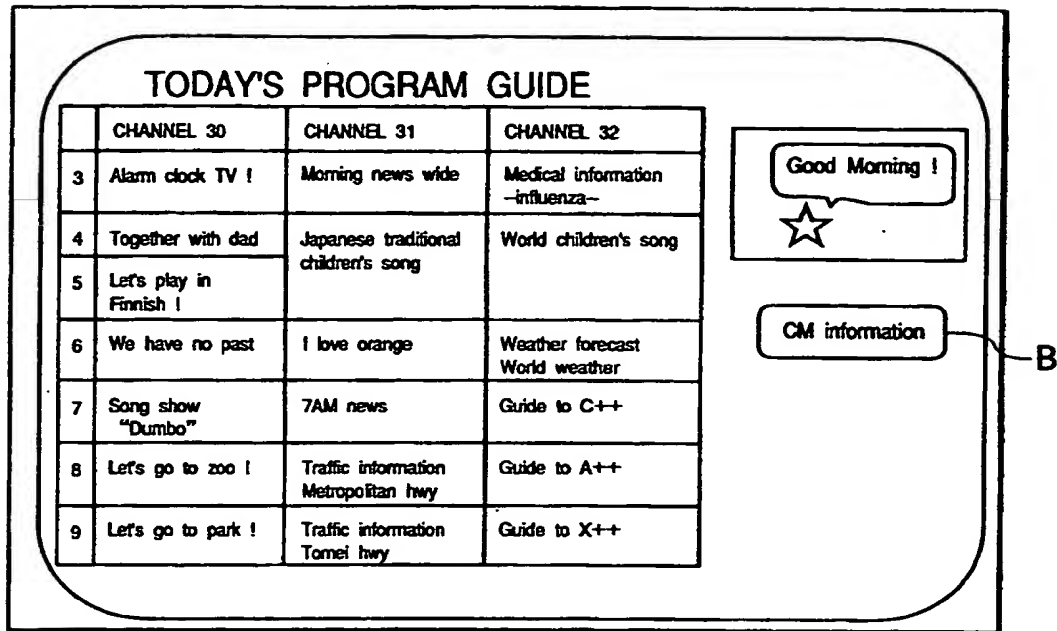 TODAY'S PROGRAM GUIDE
CHANNEL 30 CHANNEL 31 CHANNEL 32
3 Alarm clock TV ! Morning news wide Medical information
–influenza–
4 Together with dad Japanese traditional World children's song
children's song
5 Let's play in
Finnish !
6 We have no past I love orange Weather forecast
World weather
7 Song show 7AM news Guide to C++
"Dumbo"
8 Let's go to zoo ! Traffic information Guide to A++
Metropolitan hwy
9 Let's go to park ! Traffic information Guide to X++
Tomei hwy
Good Morning !
CM information
B